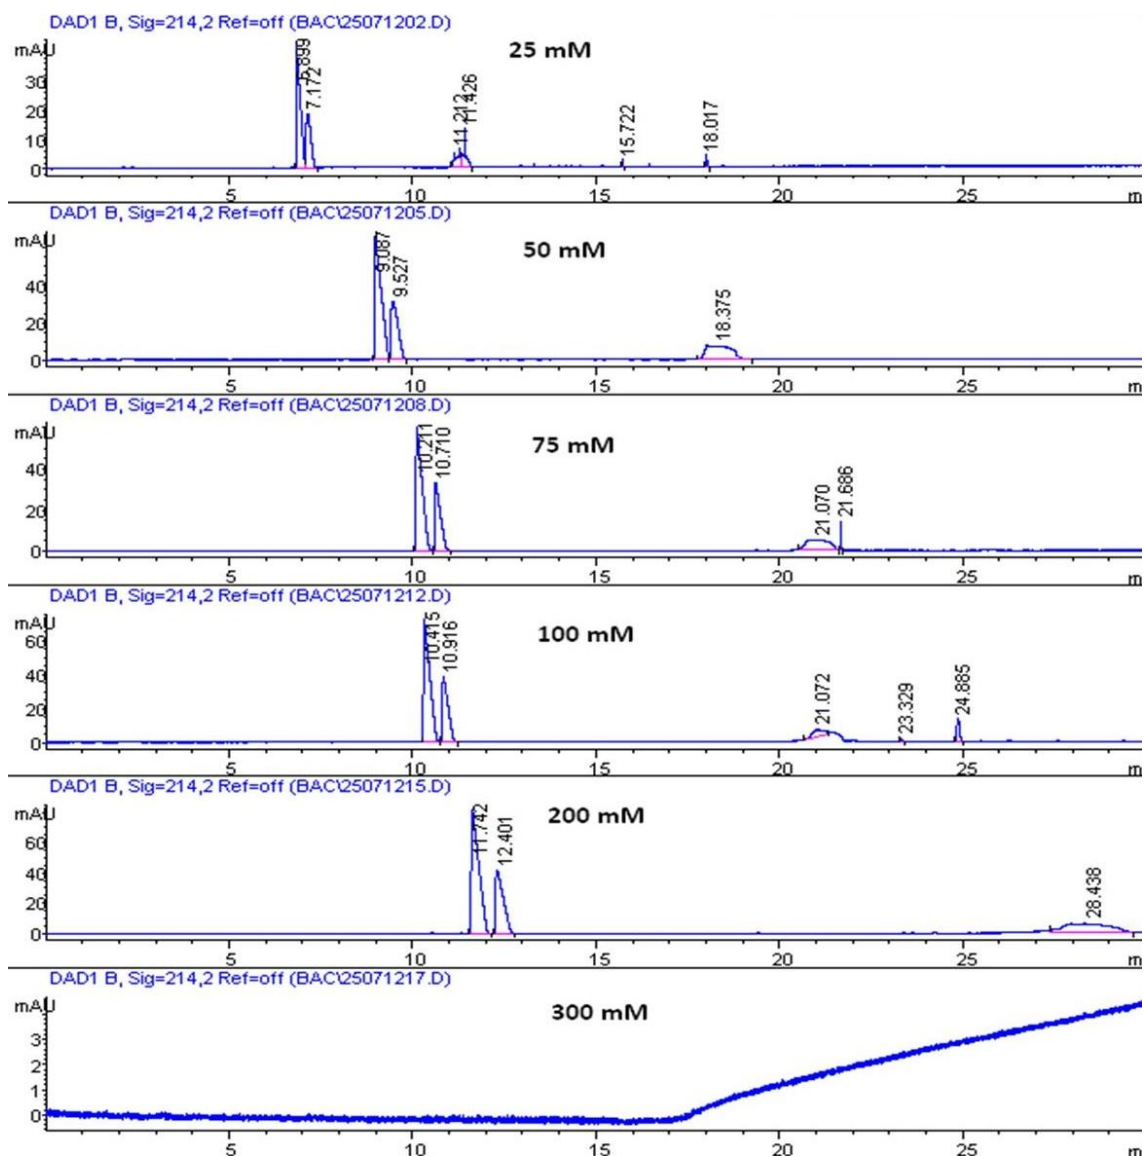 DAD1 B, Sig=214,2 Ref=off (BAC\25071202.D)
mAU
25 mM
6.899
7.172
11.212
11.426
15.722
18.017
30
20
10
0
5 10 15 20 25 m
DAD1 B, Sig=214,2 Ref=off (BAC\25071205.D)
mAU
50 mM
9.087
9.527
18.375
40
20
0
5 10 15 20 25 m
DAD1 B, Sig=214,2 Ref=off (BAC\25071208.D)
mAU
75 mM
10.211
10.710
21.070
21.686
40
20
0
5 10 15 20 25 m
DAD1 B, Sig=214,2 Ref=off (BAC\25071212.D)
mAU
100 mM
10.415
10.916
21.072
23.329
24.885
60
40
20
0
5 10 15 20 25 m
DAD1 B, Sig=214,2 Ref=off (BAC\25071215.D)
mAU
200 mM
11.742
12.401
28.438
60
40
20
0
5 10 15 20 25 m
DAD1 B, Sig=214,2 Ref=off (BAC\25071217.D)
mAU
300 mM
3
2
1
0
5 10 15 20 25 m